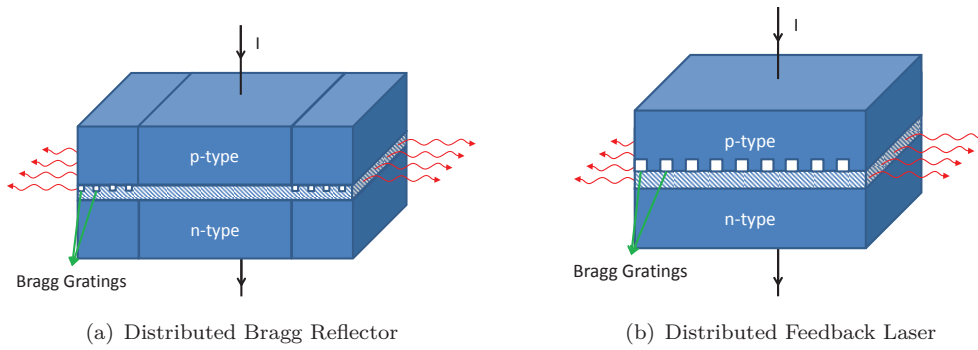 I
p-type
n-type
Bragg Gratings
(a) Distributed Bragg Reflector
I
p-type
n-type
Bragg Gratings
(b) Distributed Feedback Laser